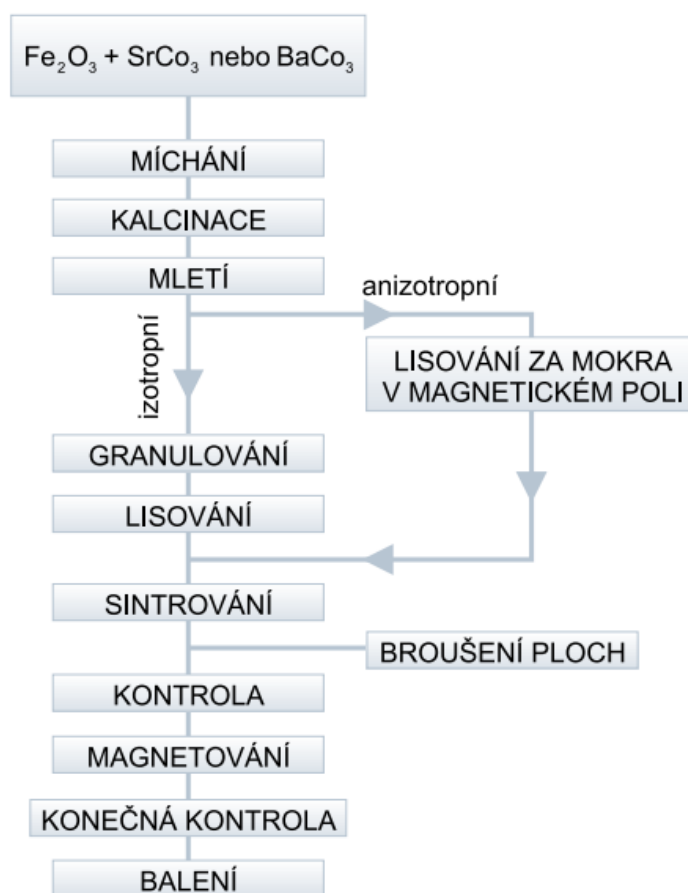 Fe₂O₃ + SrCo₃ nebo BaCo₃
MÍCHÁNÍ
KALCINACE
MLETÍ
anizotropní
izotropní
LISOVÁNÍ ZA MOKRA
V MAGNETICKÉM POLI
GRANULOVÁNÍ
LISOVÁNÍ
SINTROVÁNÍ
BROUŠENÍ PLOCH
KONTROLA
MAGNETOVÁNÍ
KONEČNÁ KONTROLA
BALENÍ